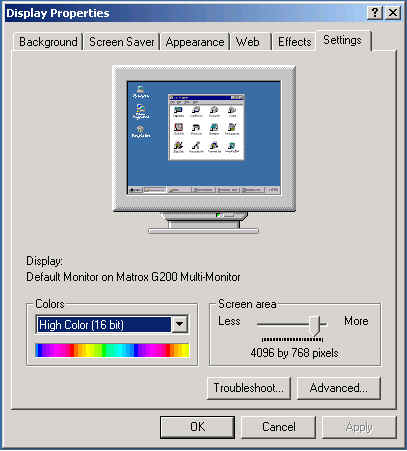 Display Properties
Background Screen Saver Appearance Web Effects Settings
Display:
Default Monitor on Matrox G200 Multi-Monitor
Colors
High Color (16 bit)
Screen area
Less More
4096 by 768 pixels
Troubleshoot... Advanced...
OK Cancel Apply